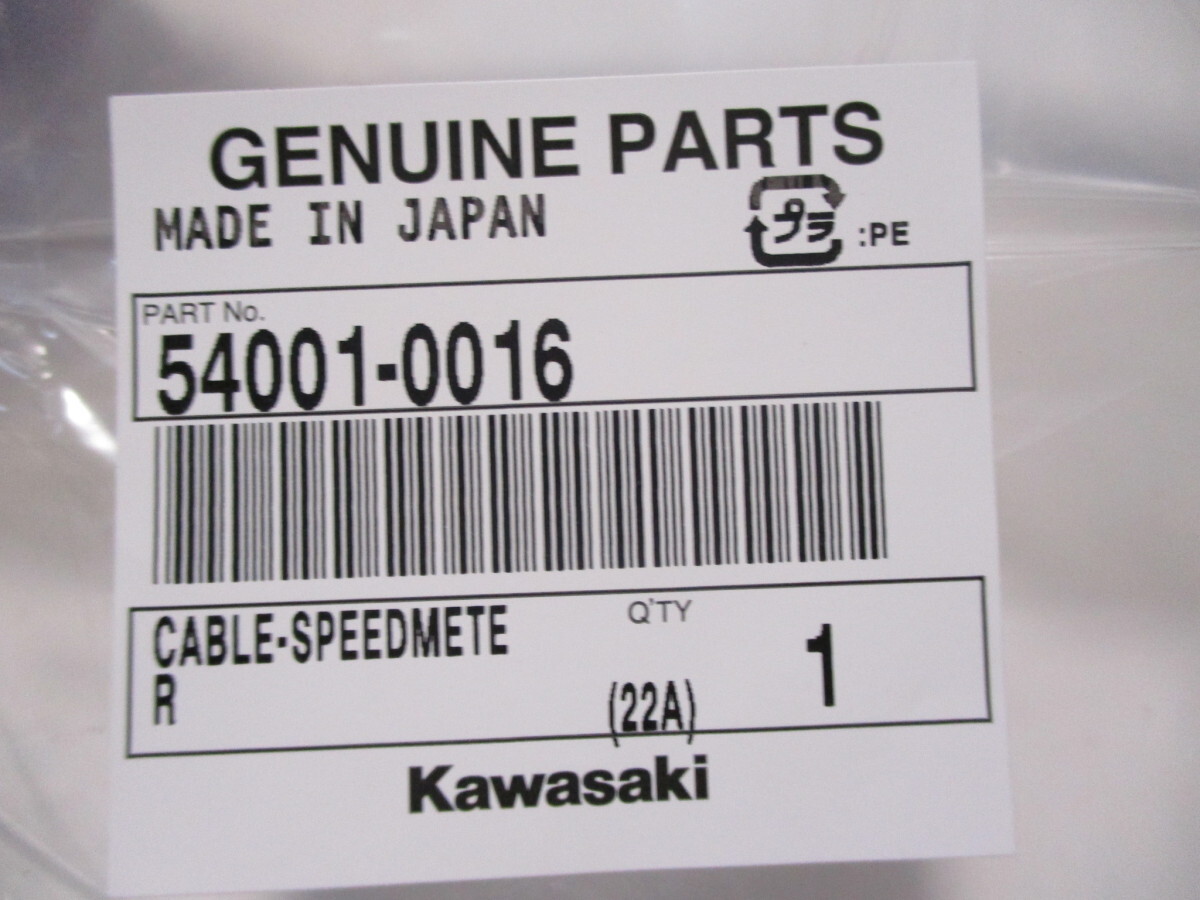 GENUINE PARTS
MADE IN JAPAN
プラ :PE
PART No.
54001-0016
CABLE-SPEEDMETE
R
Q'TY
(22A)
1
Kawasaki